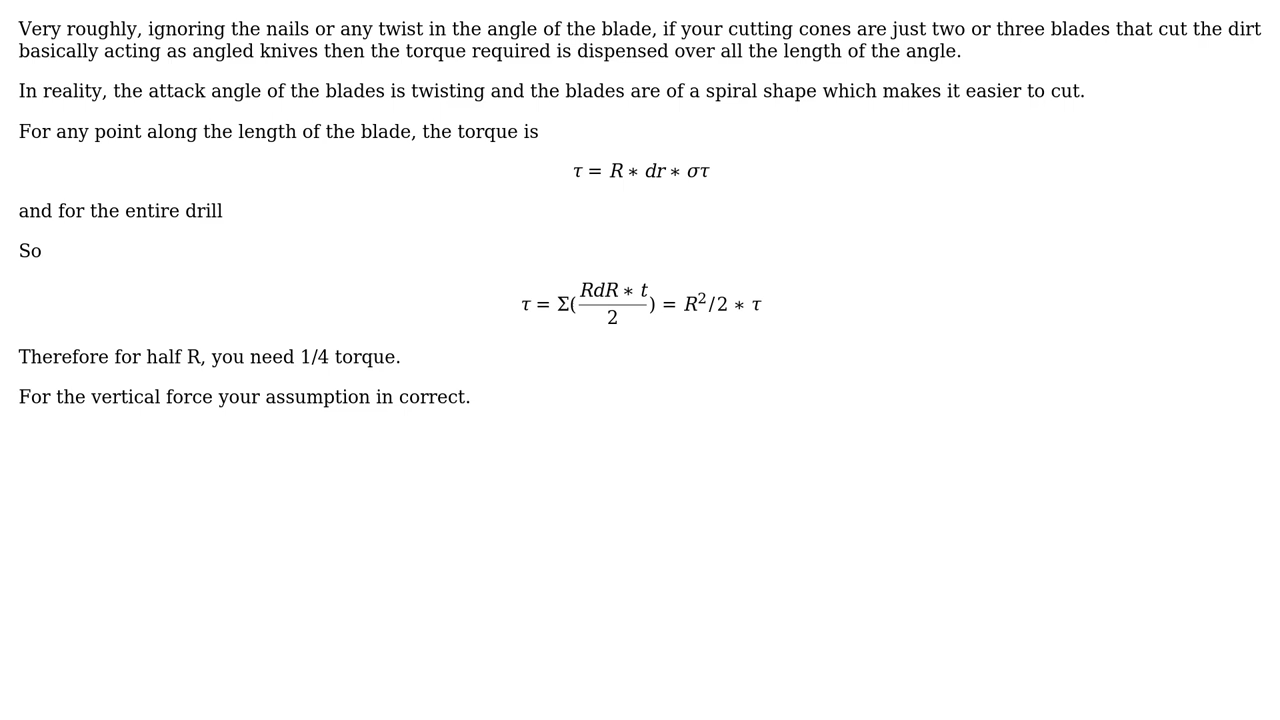 Very roughly, ignoring the nails or any twist in the angle of the blade, if your cutting cones are just two or three blades that cut the dirt
basically acting as angled knives then the torque required is dispensed over all the length of the angle.
In reality, the attack angle of the blades is twisting and the blades are of a spiral shape which makes it easier to cut.
For any point along the length of the blade, the torque is
τ = R ∗ dr ∗ στ
and for the entire drill
So
τ = Σ(RdR ∗ t / 2) = R²/2 ∗ τ
Therefore for half R, you need 1/4 torque.
For the vertical force your assumption in correct.